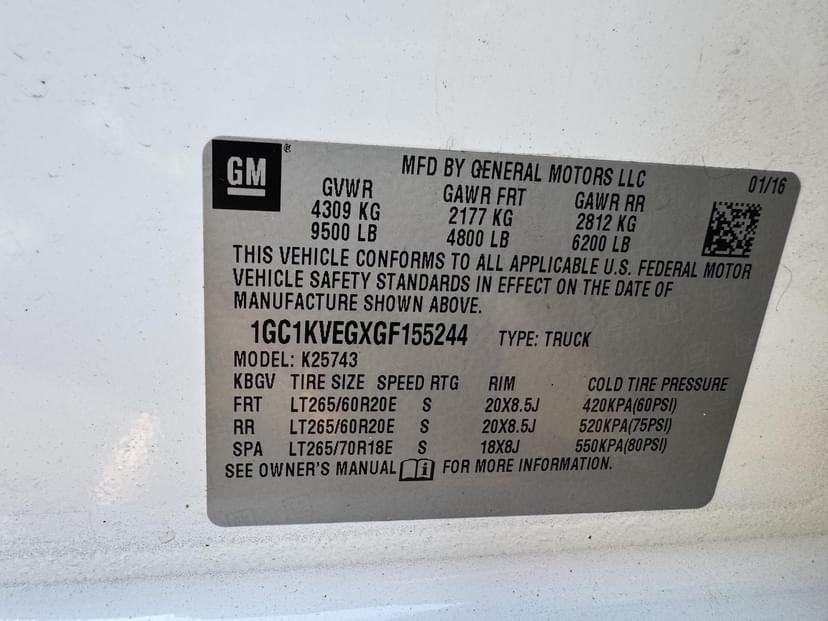 GM®
MFD BY GENERAL MOTORS LLC 01/16
GVWR GAWR FRT GAWR RR
4309 KG 2177 KG 2812 KG
9500 LB 4800 LB 6200 LB
THIS VEHICLE CONFORMS TO ALL APPLICABLE U.S. FEDERAL MOTOR
VEHICLE SAFETY STANDARDS IN EFFECT ON THE DATE OF
MANUFACTURE SHOWN ABOVE.
1GC1KVEGXGF155244 TYPE: TRUCK
MODEL: K25743
KBGV TIRE SIZE SPEED RTG RIM COLD TIRE PRESSURE
FRT LT265/60R20E S 20X8.5J 420KPA(60PSI)
RR LT265/60R20E S 20X8.5J 520KPA(75PSI)
SPA LT265/70R18E S 18X8J 550KPA(80PSI)
SEE OWNER'S MANUAL i FOR MORE INFORMATION.